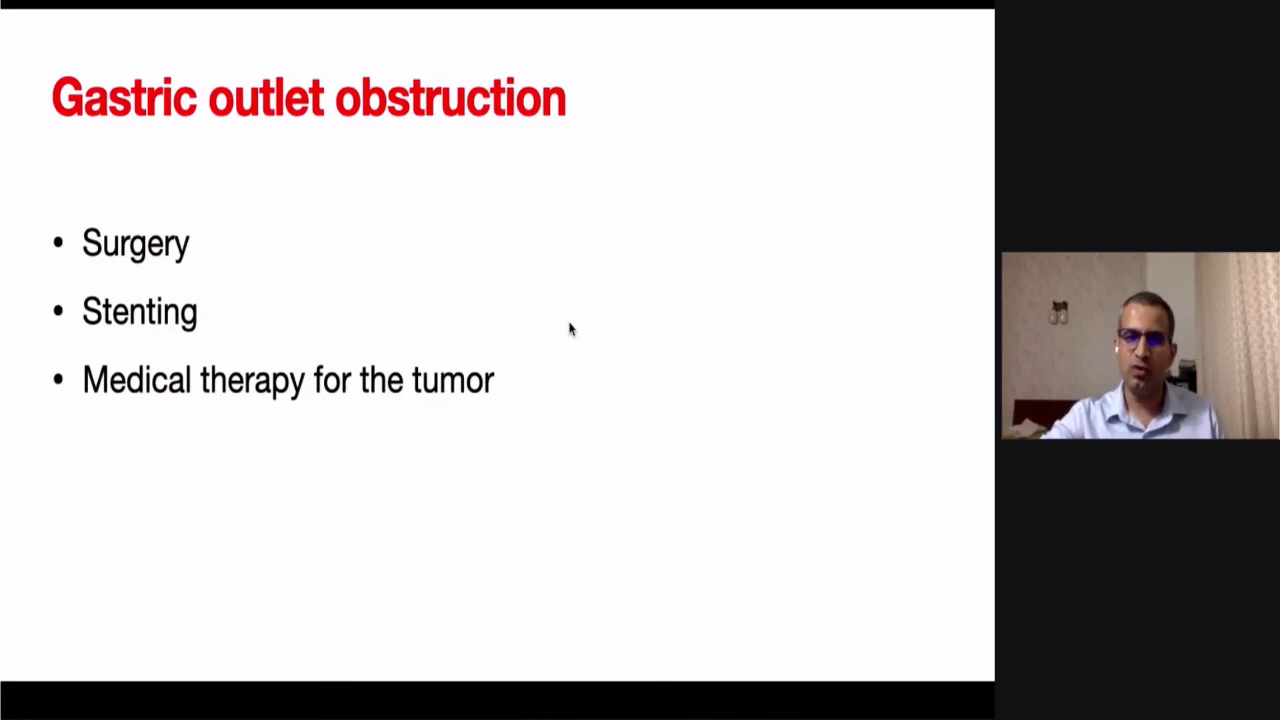 Gastric outlet obstruction
• Surgery
• Stenting
• Medical therapy for the tumor